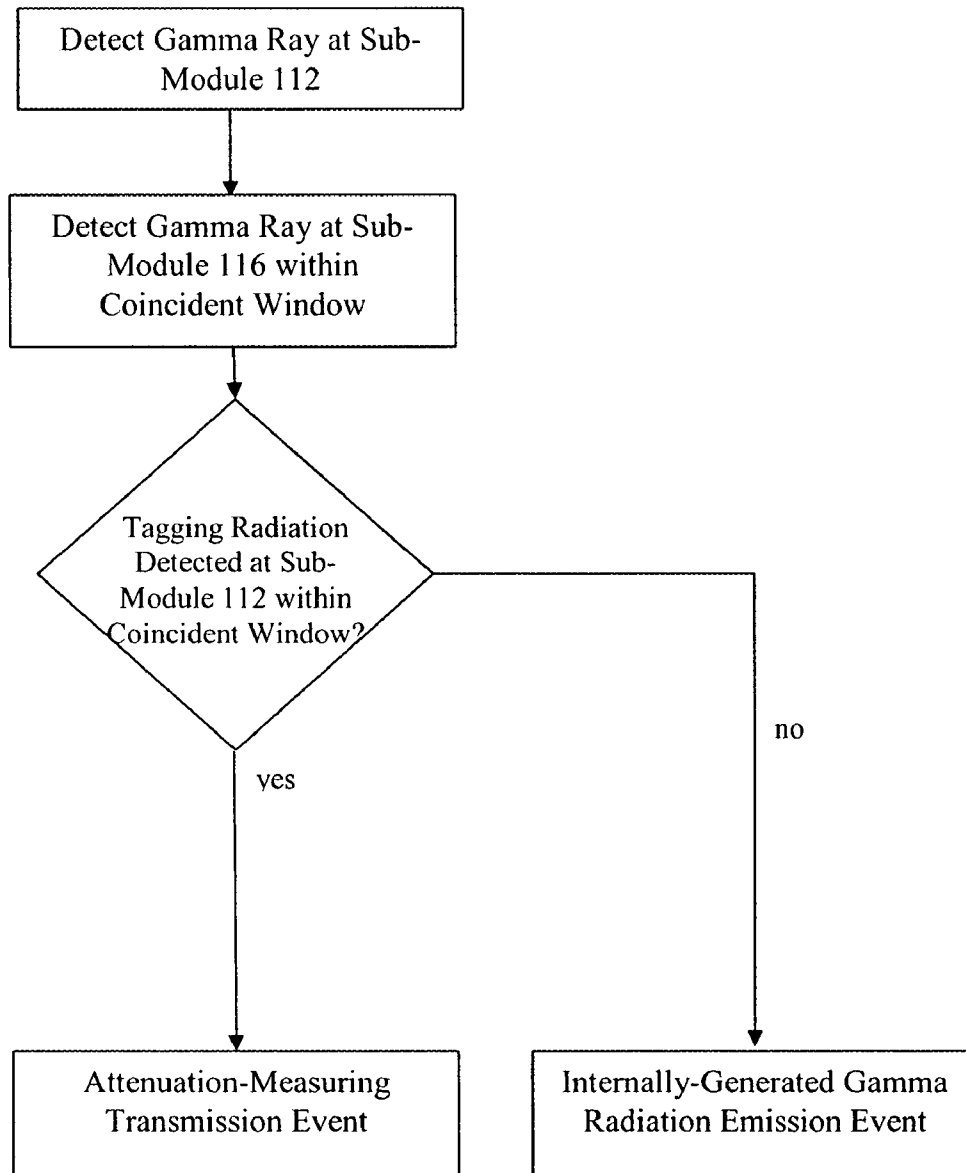 Detect Gamma Ray at Sub-
Module 112
Detect Gamma Ray at Sub-
Module 116 within
Coincident Window
Tagging Radiation
Detected at Sub-
Module 112 within
Coincident Window?
no
yes
Attenuation-Measuring
Transmission Event
Internally-Generated Gamma
Radiation Emission Event